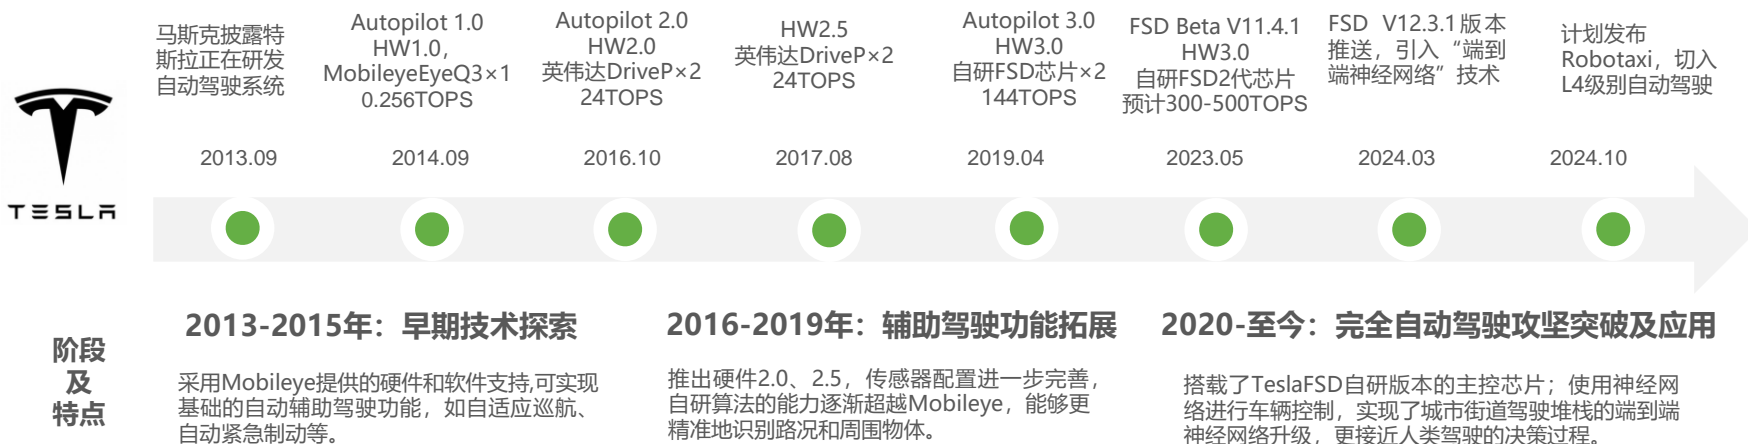 马斯克披露特
斯拉正在研发
自动驾驶系统
Autopilot 1.0
HW1.0,
MobileyeEyeQ3×1
0.256TOPS
Autopilot 2.0
HW2.0
英伟达DriveP×2
24TOPS
HW2.5
英伟达DriveP×2
24TOPS
Autopilot 3.0
HW3.0
自研FSD芯片×2
144TOPS
FSD Beta V11.4.1
HW3.0
自研FSD2代芯片
预计300-500TOPS
FSD V12.3.1版本
推送，引入“端到
端神经网络”技术
计划发布
Robotaxi，切入
L4级别自动驾驶
2013.09
2014.09
2016.10
2017.08
2019.04
2023.05
2024.03
2024.10
TESLA
阶段
及
特点
2013-2015年：早期技术探索
采用Mobileye提供的硬件和软件支持,可实现
基础的自动辅助驾驶功能，如自适应巡航、
自动紧急制动等。
2016-2019年：辅助驾驶功能拓展
推出硬件2.0、2.5，传感器配置进一步完善，
自研算法的能力逐渐超越Mobileye，能够更
精准地识别路况和周围物体。
2020-至今：完全自动驾驶攻坚突破及应用
搭载了TeslaFSD自研版本的主控芯片；使用神经网
络进行车辆控制，实现了城市街道驾驶堆栈的端到端
神经网络升级，更接近人类驾驶的决策过程。